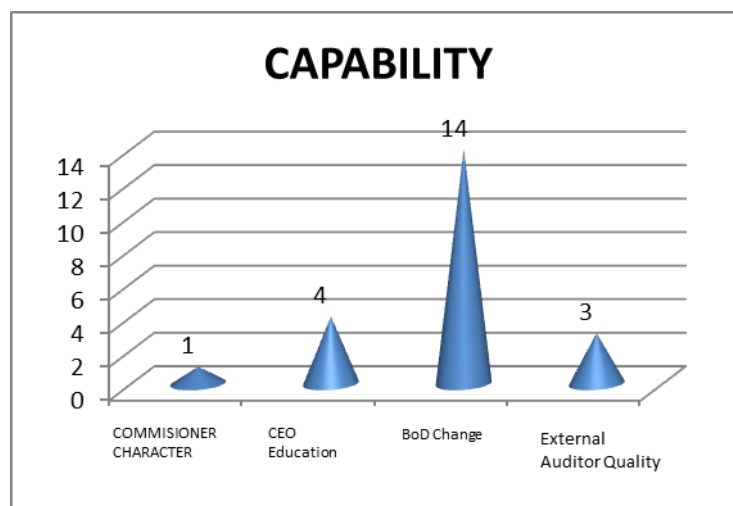 CAPABILITY
14
14
12
10
8
6
4
2
0
1
4
3
COMMISIONER
CHARACTER
CEO
Education
BoD Change
External
Auditor Quality